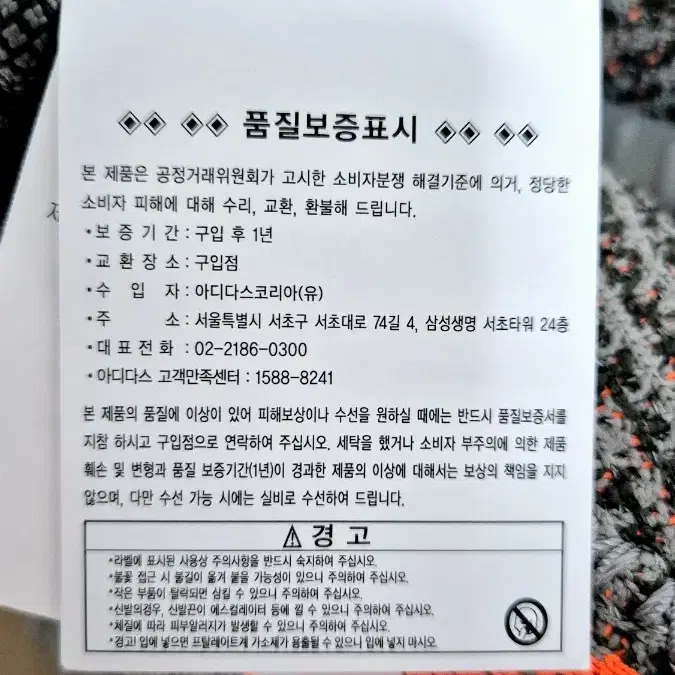 품질보증표시
본 제품은 공정거래위원회가 고시한 소비자분쟁 해결기준에 의거, 정당한
소비자 피해에 대해 수리, 교환, 환불해 드립니다.
•보 증 기 간 : 구입 후 1년
•교 환 장 소 : 구입점
•수 입 자 : 아디다스코리아(유)
•주 소 : 서울특별시 서초구 서초대로 74길 4, 삼성생명 서초타워 24층
•대 표 전 화 : 02-2186-0300
•아디다스 고객만족센터 : 1588-8241
본 제품의 품질에 이상이 있어 피해보상이나 수선을 원하실 때에는 반드시 품질보증서를
지참 하시고 구입점으로 연락하여 주십시오. 세탁을 했거나 소비자 부주의에 의한 제품
훼손 및 변형과 품질 보증기간(1년)이 경과한 제품의 이상에 대해서는 보상의 책임을 지지
않으며, 다만 수선 가능 시에는 실비로 수선하여 드립니다.
⚠ 경 고
*라벨에 표시된 사용상 주의사항을 반드시 숙지하여 주십시오.
*불꽃 접근 시 불길이 옮겨 붙을 가능성이 있으니 주의하여 주십시오.
*작은 부품이 탈락되면 삼킬 수 있으니 주의하여 주십시오.
*신발의경우, 신발끈이 에스컬레이터 등에 낄 수 있으니 주의하여 주십시오.
*체질에 따라 피부알러지가 발생할 수 있으니 주의하여 주십시오.
*경고! 입에 넣으면 프탈레이트계 가소제가 용출될 수 있으니 입에 넣지 마시오.